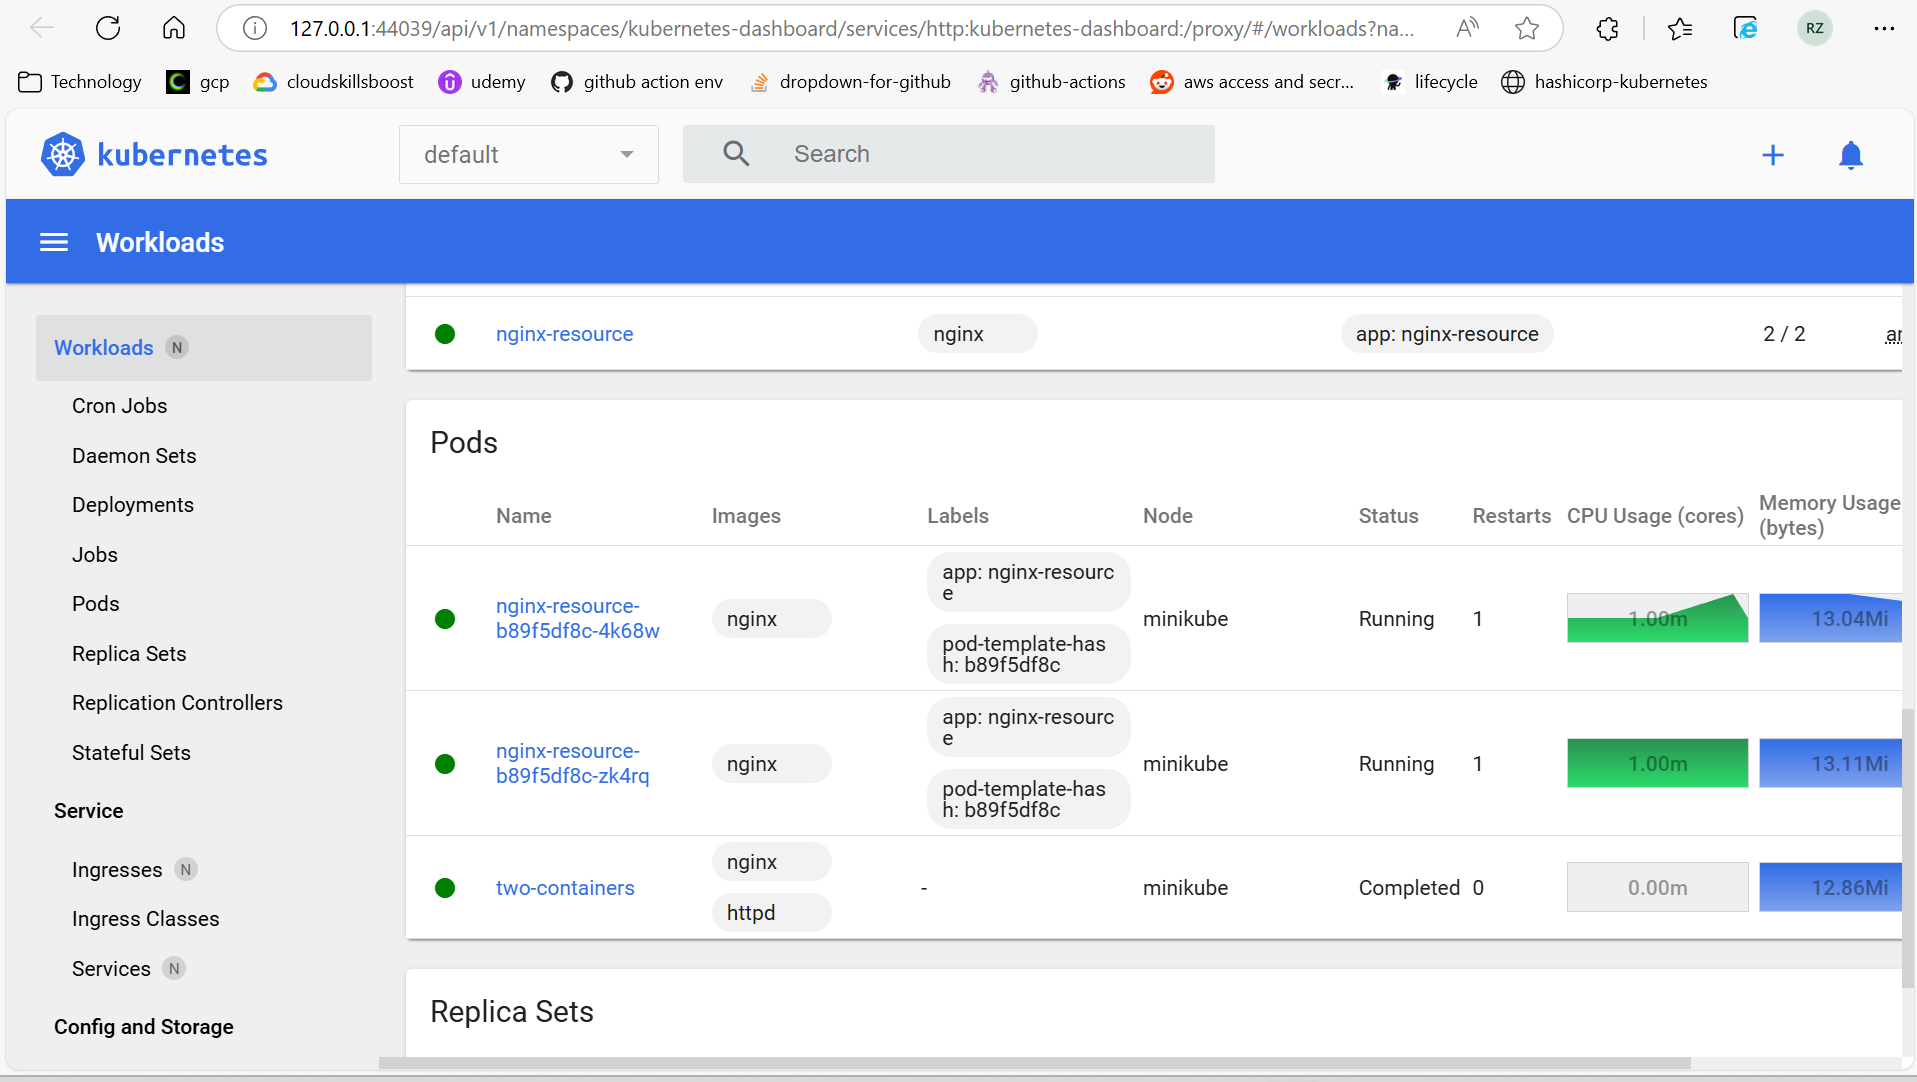 127.0.0.1:44039/api/v1/namespaces/kubernetes-dashboard/services/http:kubernetes-dashboard:/proxy/#/workloads?na...
RZ
Technology gcp cloudskillsboost udemy github action env dropdown-for-github github-actions aws access and secr... lifecycle hashicorp-kubernetes
kubernetes default Search
Workloads
Workloads N
Cron Jobs
Daemon Sets
Deployments
Jobs
Pods
Replica Sets
Replication Controllers
Stateful Sets
Service
Ingresses N
Ingress Classes
Services N
Config and Storage
nginx-resource nginx app: nginx-resource 2 / 2 ar
Pods
Name Images Labels Node Status Restarts CPU Usage (cores) Memory Usage
(bytes)
nginx-resource-
b89f5df8c-4k68w
nginx
app: nginx-resourc
e
pod-template-has
h: b89f5df8c
minikube Running 1 1.00m 13.04Mi
nginx-resource-
b89f5df8c-zk4rq
nginx
app: nginx-resourc
e
pod-template-has
h: b89f5df8c
minikube Running 1 1.00m 13.11Mi
two-containers
nginx
httpd
- minikube Completed 0 0.00m 12.86Mi
Replica Sets